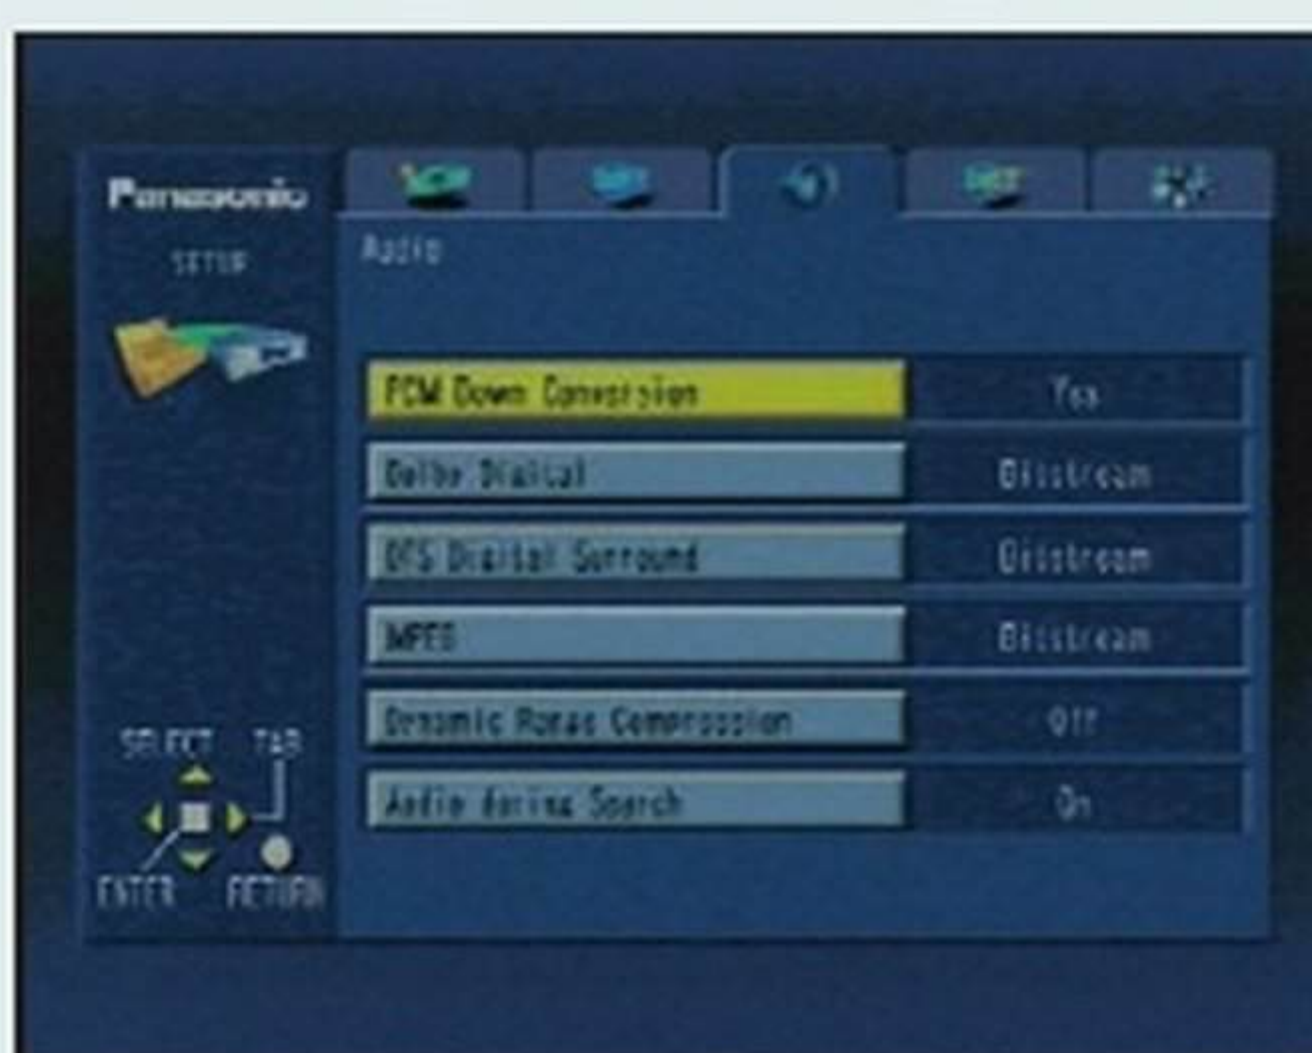 Panasonic
SETUP
Audio
PCM Down Conversion Yes
Dolby Digital Bitstream
DTS Digital Surround Bitstream
MPEG Bitstream
Dynamic Range Compression Off
Audio during Search On
SELECT TAB
ENTER RETURN